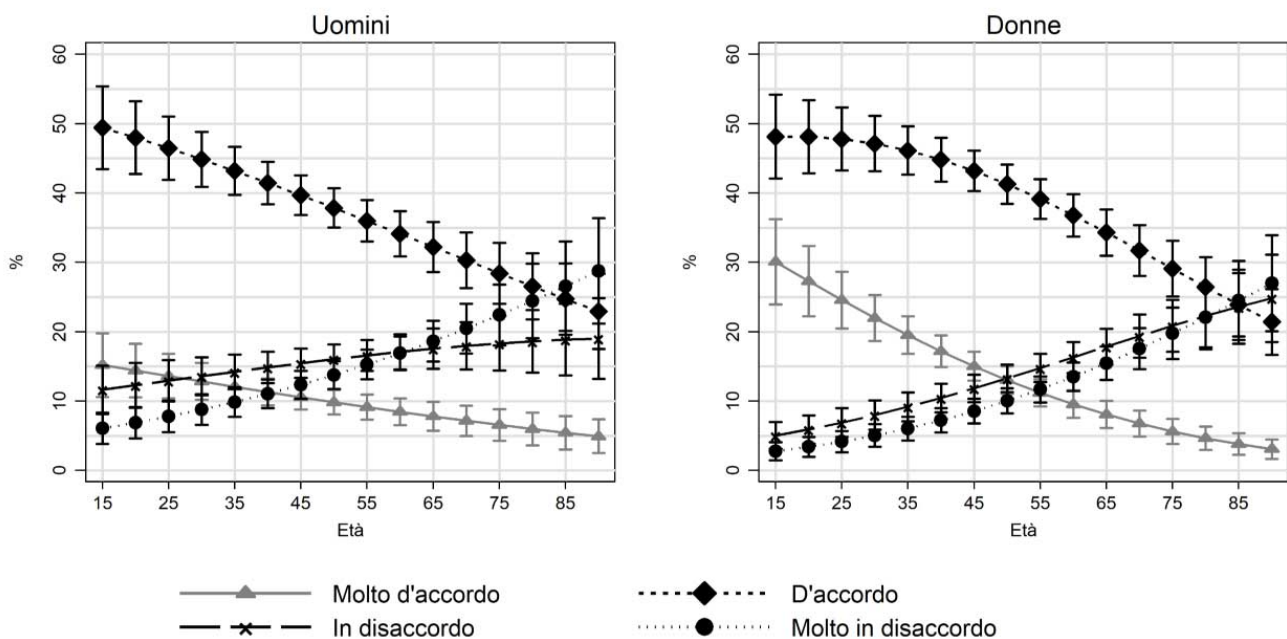 Uomini
60
50
40
30
20
10
0
%
15 25 35 45 55 65 75 85
Età
Donne
60
50
40
30
20
10
0
%
15 25 35 45 55 65 75 85
Età
Molto d'accordo
D'accordo
In disaccordo
Molto in disaccordo